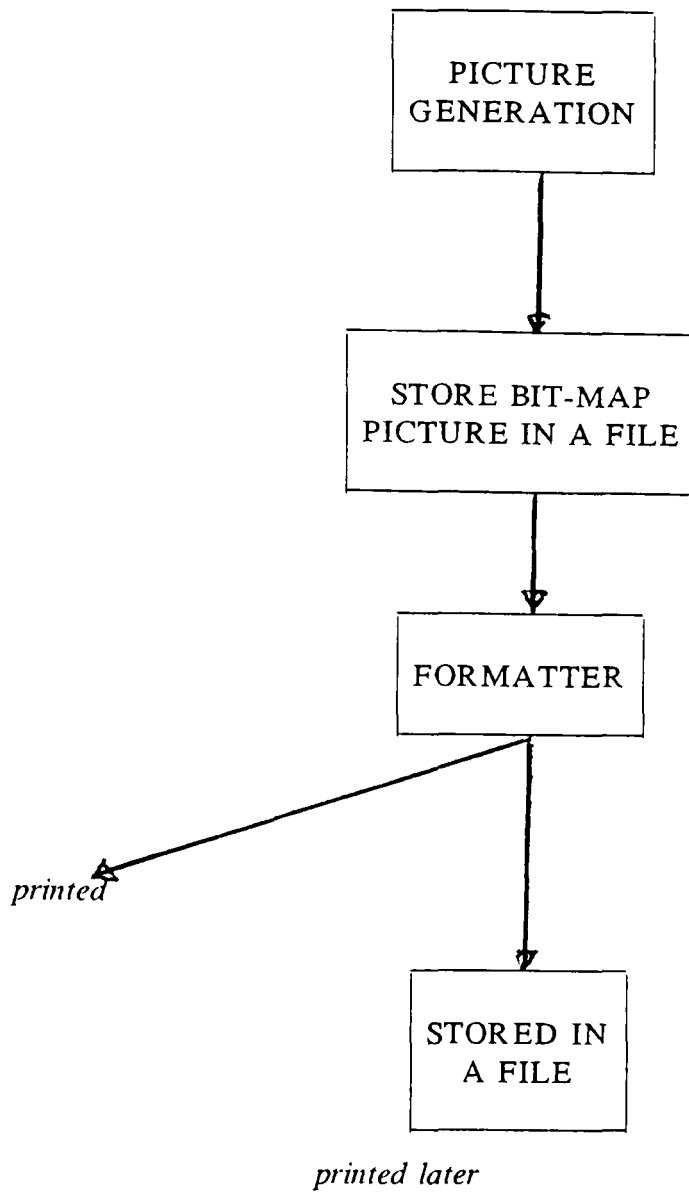 PICTURE
GENERATION
STORE BIT-MAP
PICTURE IN A FILE
FORMATTER
printed
STORED IN
A FILE
printed later